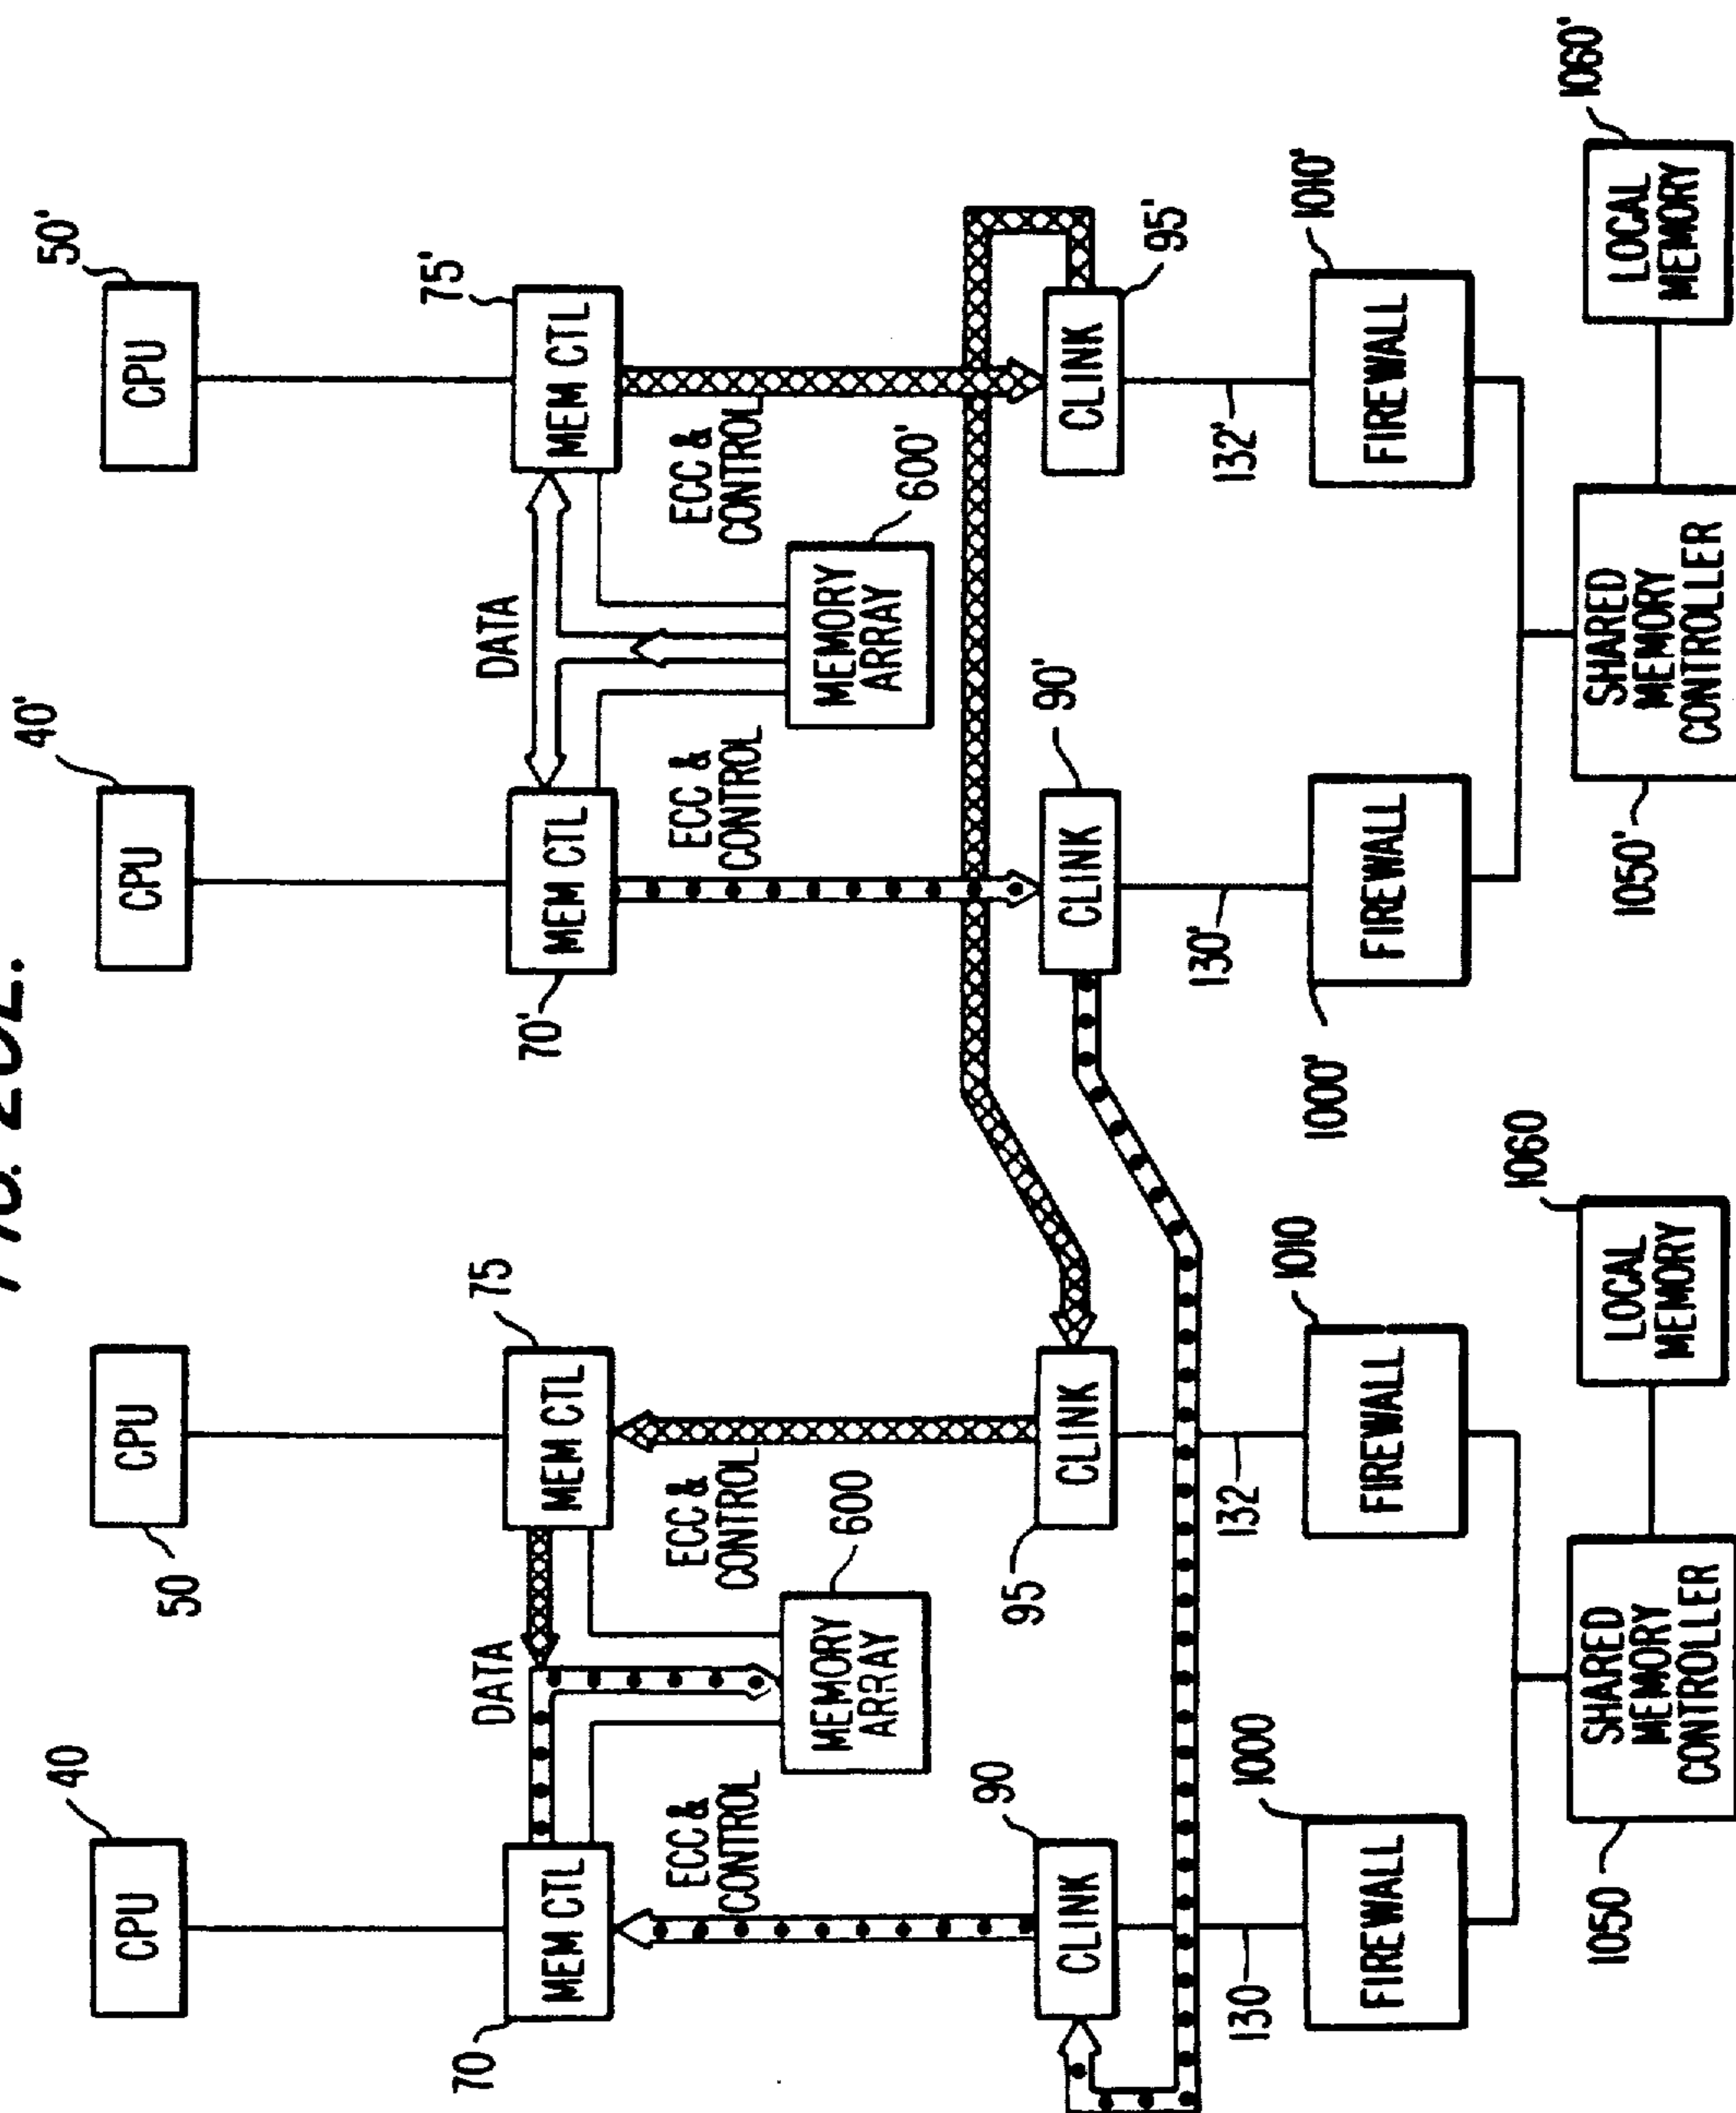 40
50
40'
50'
CPU
CPU
CPU
CPU
70
75
70'
75'
MEM CTL
DATA
MEM CTL
MEM CTL
DATA
MEM CTL
ECC &
CONTROL
ECC &
CONTROL
ECC &
CONTROL
ECC &
CONTROL
600
600'
MEMORY
ARRAY
MEMORY
ARRAY
90
95
90'
95'
CLINK
CLINK
CLINK
CLINK
130
132
130'
132'
1000
1010
1000'
1010'
FIREWALL
FIREWALL
FIREWALL
FIREWALL
1050
1060
1050'
1060'
SHARED
MEMORY
CONTROLLER
LOCAL
MEMORY
SHARED
MEMORY
CONTROLLER
LOCAL
MEMORY